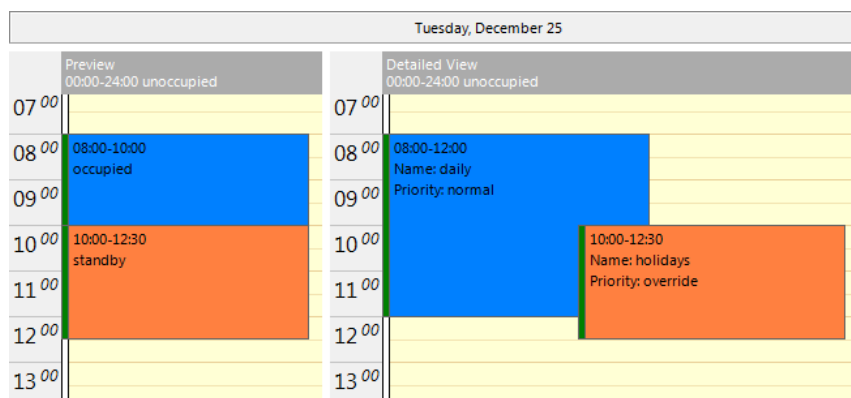 Tuesday, December 25
Preview
00:00-24:00 unoccupied
07 00
08 00
09 00
10 00
11 00
12 00
13 00
08:00-10:00
occupied
10:00-12:30
standby
Detailed View
00:00-24:00 unoccupied
07 00
08 00
09 00
10 00
11 00
12 00
13 00
08:00-12:00
Name: daily
Priority: normal
10:00-12:30
Name: holidays
Priority: override